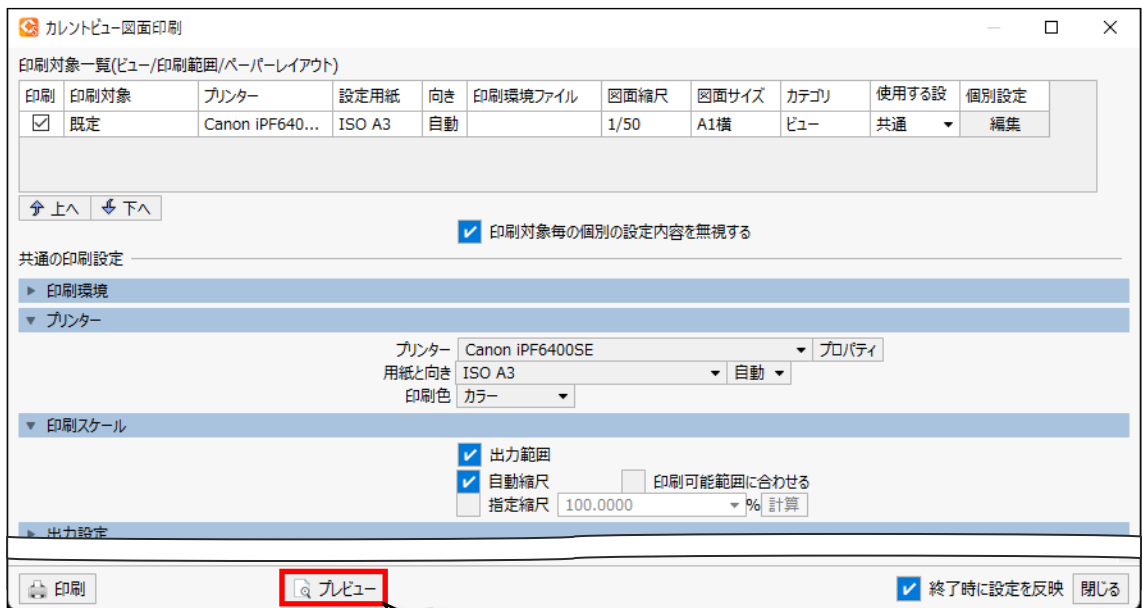 カレントビュー図面印刷
印刷対象一覧(ビュー/印刷範囲/ペーパーレイアウト)
印刷 印刷対象 プリンター 設定用紙 向き 印刷環境ファイル 図面縮尺 図面サイズ カテゴリ 使用する設 個別設定
既定 Canon iPF640... ISO A3 自動 1/50 A1横 ビュー 共通 編集
上へ 下へ
印刷対象毎の個別の設定内容を無視する
共通の印刷設定
印刷環境
プリンター
プリンター Canon iPF6400SE プロパティ
用紙と向き ISO A3 自動
印刷色 カラー
印刷スケール
出力範囲
自動縮尺 印刷可能範囲に合わせる
指定縮尺 100.0000 % 計算
出力設定
印刷 プレビュー 終了時に設定を反映 閉じる